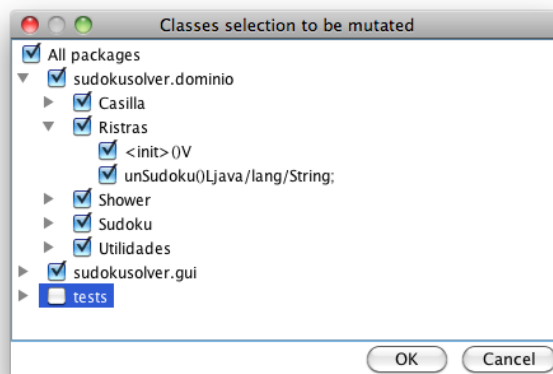 Classes selection to be mutated
All packages
sudokusolver.dominio
Casilla
Ristras
<init>()V
unSudoku()Ljava/lang/String;
Shower
Sudoku
Utilidades
sudokusolver.gui
tests
OK Cancel